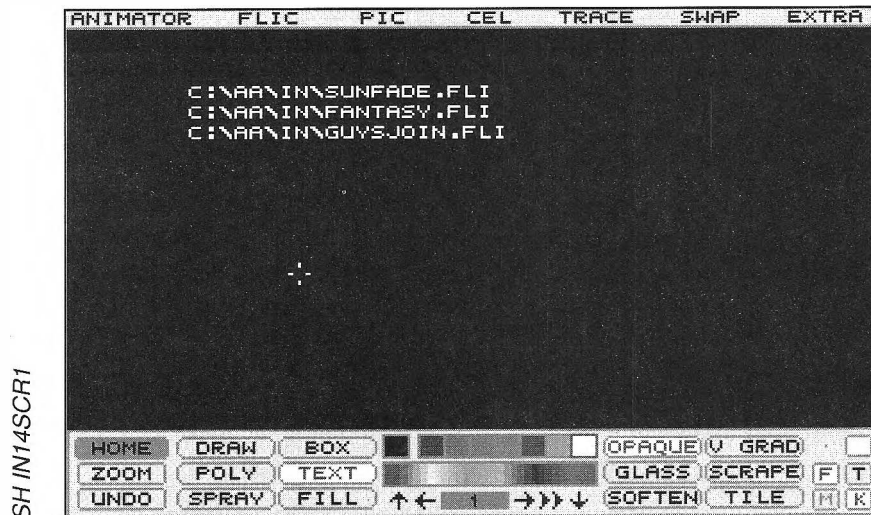 ANIMATOR FLIC PIC CEL TRACE SWAP EXTRA
C:\AA\IN\SUNFADE.FLI
C:\AA\IN\FANTASY.FLI
C:\AA\IN\GUYSJOIN.FLI
HOME DRAW BOX OPAQUE V GRAD
ZOOM POLY TEXT GLASS SCRAPE F T
UNDO SPRAY FILL 1 SOFTEN TILE M K
SH IN14SCR1